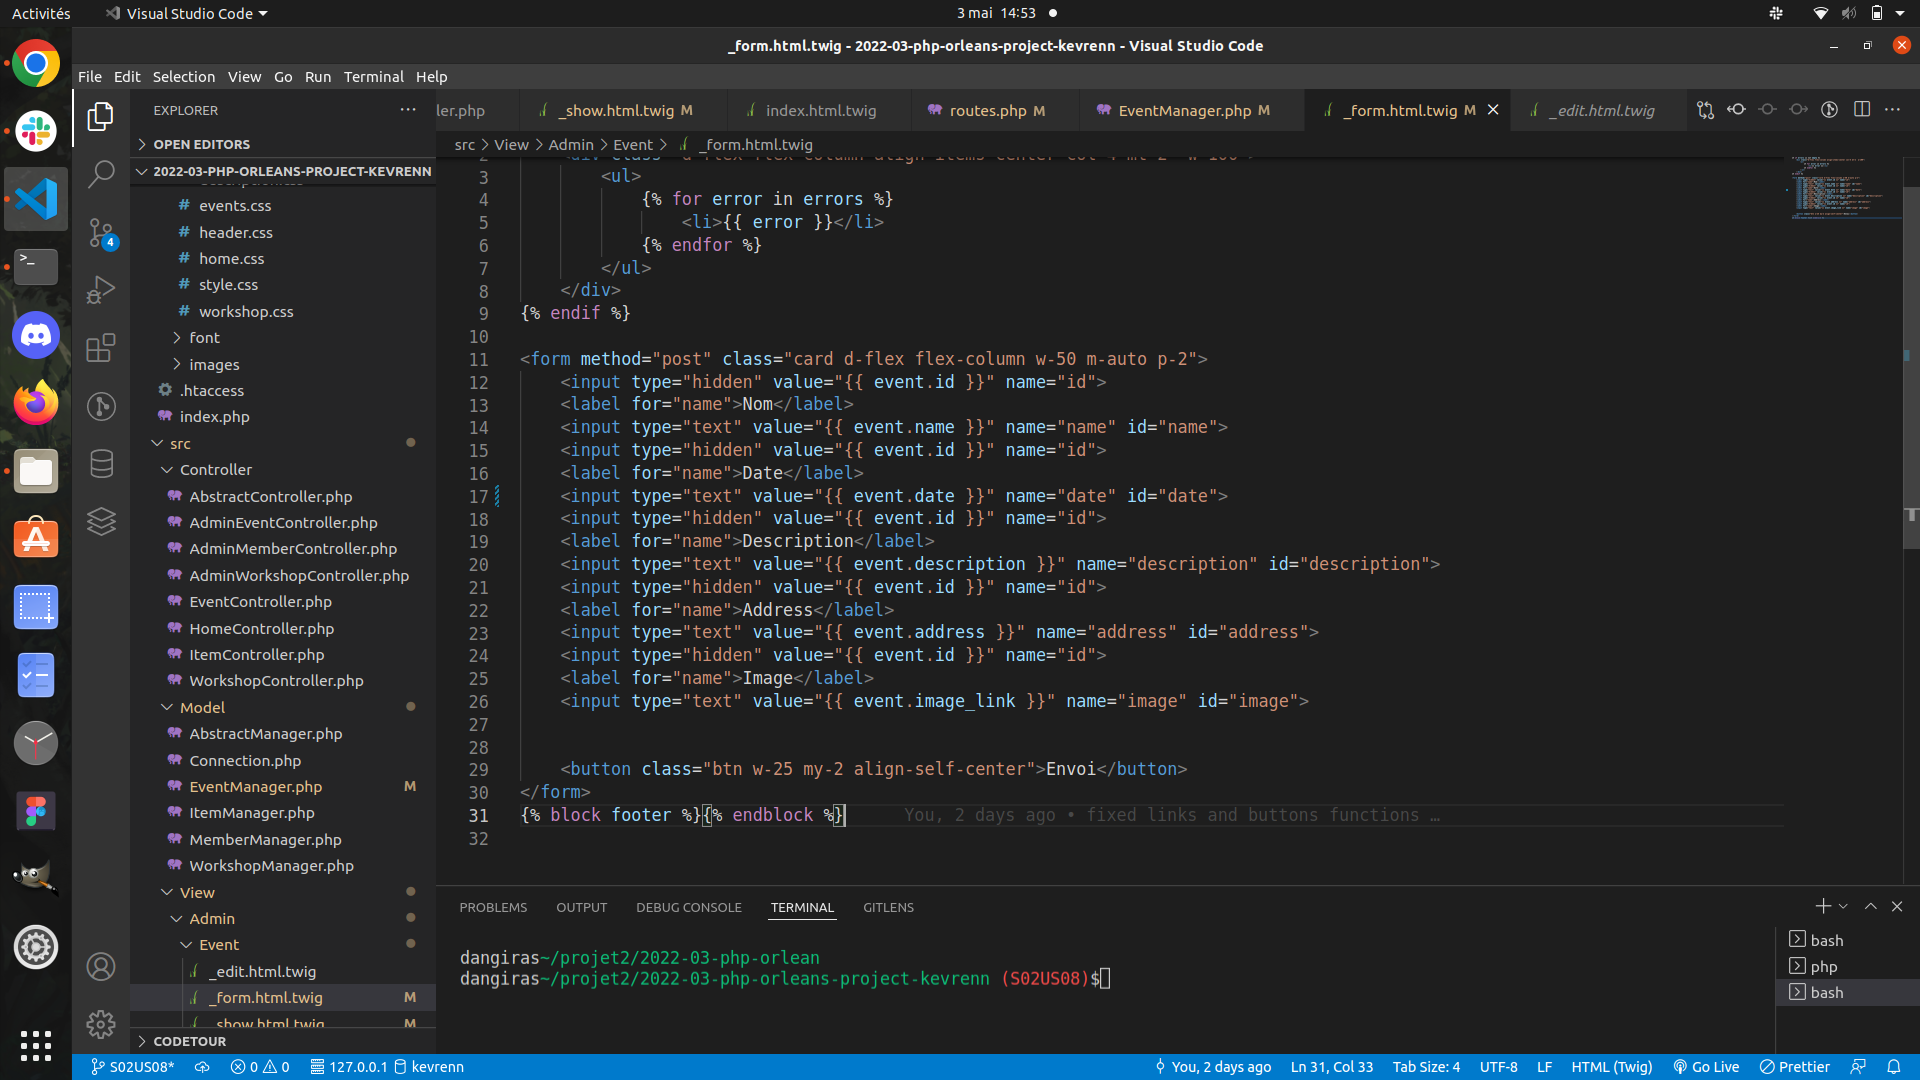 Activités
Visual Studio Code
3 mai 14:53
_form.html.twig - 2022-03-php-orleans-project-kevrenn - Visual Studio Code
File Edit Selection View Go Run Terminal Help
EXPLORER
ler.php
_show.html.twig M
index.html.twig
routes.php M
EventManager.php M
_form.html.twig M
_edit.html.twig
OPEN EDITORS
2022-03-PHP-ORLEANS-PROJECT-KEVRENN
events.css
header.css
home.css
style.css
workshop.css
font
images
.htaccess
index.php
src
Controller
AbstractController.php
AdminEventController.php
AdminMemberController.php
AdminWorkshopController.php
EventController.php
HomeController.php
ItemController.php
WorkshopController.php
Model
AbstractManager.php
Connection.php
EventManager.php M
ItemManager.php
MemberManager.php
WorkshopManager.php
View
Admin
Event
_edit.html.twig
_form.html.twig M
_show.html.twig M
CODETOUR
4
src > View > Admin > Event > _form.html.twig
3 <ul>
4 {% for error in errors %}
5 <li>{{ error }}</li>
6 {% endfor %}
7 </ul>
8 </div>
9 {% endif %}
10
11 <form method="post" class="card d-flex flex-column w-50 m-auto p-2">
12 <input type="hidden" value="{{ event.id }}" name="id">
13 <label for="name">Nom</label>
14 <input type="text" value="{{ event.name }}" name="name" id="name">
15 <input type="hidden" value="{{ event.id }}" name="id">
16 <label for="name">Date</label>
17 <input type="text" value="{{ event.date }}" name="date" id="date">
18 <input type="hidden" value="{{ event.id }}" name="id">
19 <label for="name">Description</label>
20 <input type="text" value="{{ event.description }}" name="description" id="description">
21 <input type="hidden" value="{{ event.id }}" name="id">
22 <label for="name">Address</label>
23 <input type="text" value="{{ event.address }}" name="address" id="address">
24 <input type="hidden" value="{{ event.id }}" name="id">
25 <label for="name">Image</label>
26 <input type="text" value="{{ event.image_link }}" name="image" id="image">
27
28
29 <button class="btn w-25 my-2 align-self-center">Envoi</button>
30 </form>
31 {% block footer %}{% endblock %} You, 2 days ago • fixed links and buttons functions …
32
PROBLEMS OUTPUT DEBUG CONSOLE TERMINAL GITLENS
dangiras~/projet2/2022-03-php-orlean
dangiras~/projet2/2022-03-php-orleans-project-kevrenn (S02US08)$
bash
php
bash
S02US08* 0 0 127.0.0.1 kevrenn You, 2 days ago Ln 31, Col 33 Tab Size: 4 UTF-8 LF HTML (Twig) Go Live Prettier